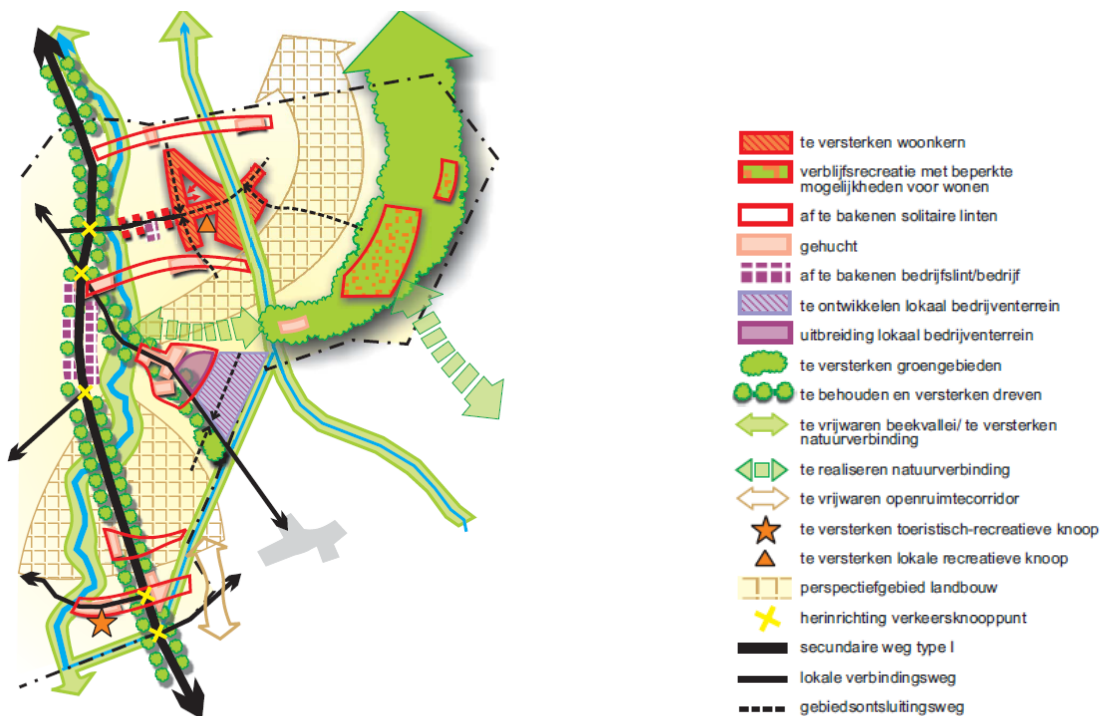 te versterken woonkern
verblijfsrecreatie met beperkte
mogelijkheden voor wonen
af te bakenen solitaire linten
gehucht
af te bakenen bedrijfslint/bedrijf
te ontwikkelen lokaal bedrijventerrein
uitbreiding lokaal bedrijventerrein
te versterken groengebieden
te behouden en versterken dreven
te vrijwaren beekvallei/ te versterken
natuurverbinding
te realiseren natuurverbinding
te vrijwaren openruimtecorridor
te versterken toeristisch-recreatieve knoop
te versterken lokale recreatieve knoop
perspectiefgebied landbouw
herinrichting verkeersknooppunt
secundaire weg type I
lokale verbindingsweg
gebiedsontsluitingsweg